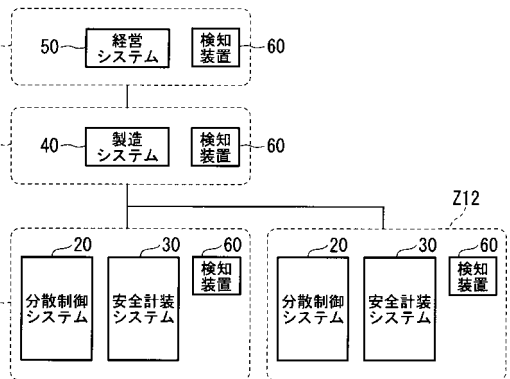 50
経営
システム
検知
装置
60
40
製造
システム
検知
装置
60
Z12
20
30
60
分散制御
システム
安全計装
システム
検知
装置
20
30
60
分散制御
システム
安全計装
システム
検知
装置